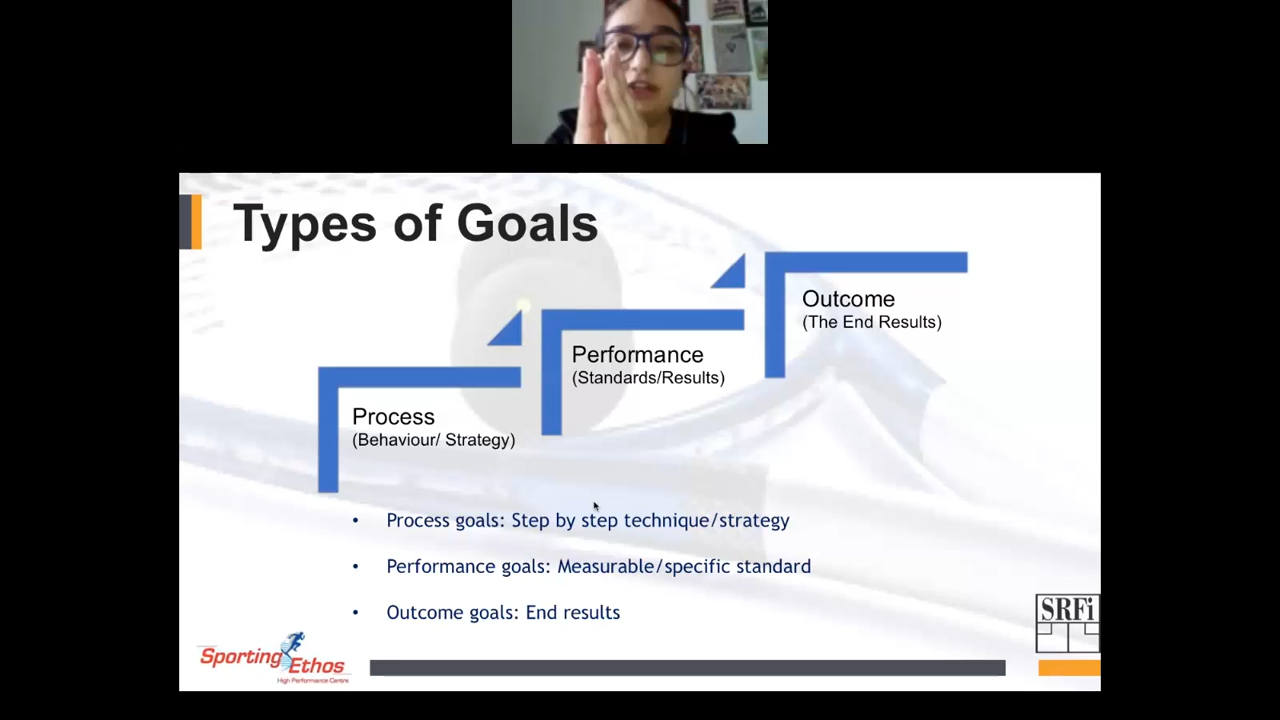 Types of Goals
Outcome
(The End Results)
Performance
(Standards/Results)
Process
(Behaviour/ Strategy)
• Process goals: Step by step technique/strategy
• Performance goals: Measurable/specific standard
• Outcome goals: End results
SRFi
Sporting Ethos
High Performance Centre